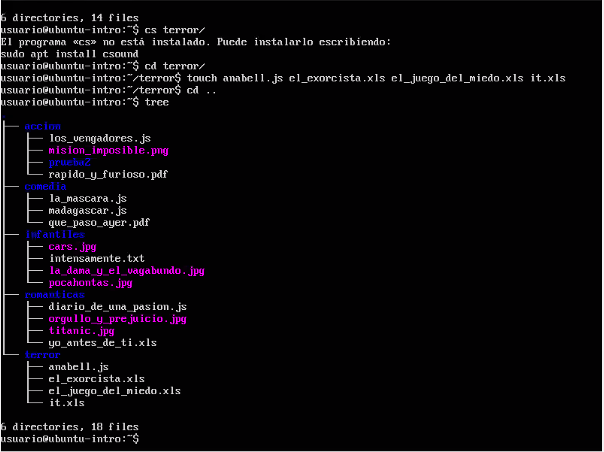 6 directories, 14 files
usuario@ubuntu-intro:~$ cs terror/
El programa «cs» no está instalado. Puede instalarlo escribiendo:
sudo apt install csound
usuario@ubuntu-intro:~$ cd terror/
usuario@ubuntu-intro:~/terror$ touch anabell.js el_exorcista.xls el_juego_del_miedo.xls it.xls
usuario@ubuntu-intro:~/terror$ cd ..
usuario@ubuntu-intro:~$ tree
.
├── accion
│   ├── los_vengadores.js
│   ├── mision_imposible.png
│   ├── prueba2
│   └── rapido_y_furioso.pdf
├── comedia
│   ├── la_mascara.js
│   ├── madagascar.js
│   └── que_paso_ayer.pdf
├── infantiles
│   ├── cars.jpg
│   ├── intensamente.txt
│   ├── la_dama_y_el_vagabundo.jpg
│   └── pocahontas.jpg
├── romanticas
│   ├── diario_de_una_pasion.js
│   ├── orgullo_y_prejuicio.jpg
│   ├── titanic.jpg
│   └── yo_antes_de_ti.xls
└── terror
    ├── anabell.js
    ├── el_exorcista.xls
    ├── el_juego_del_miedo.xls
    └── it.xls

6 directories, 18 files
usuario@ubuntu-intro:~$